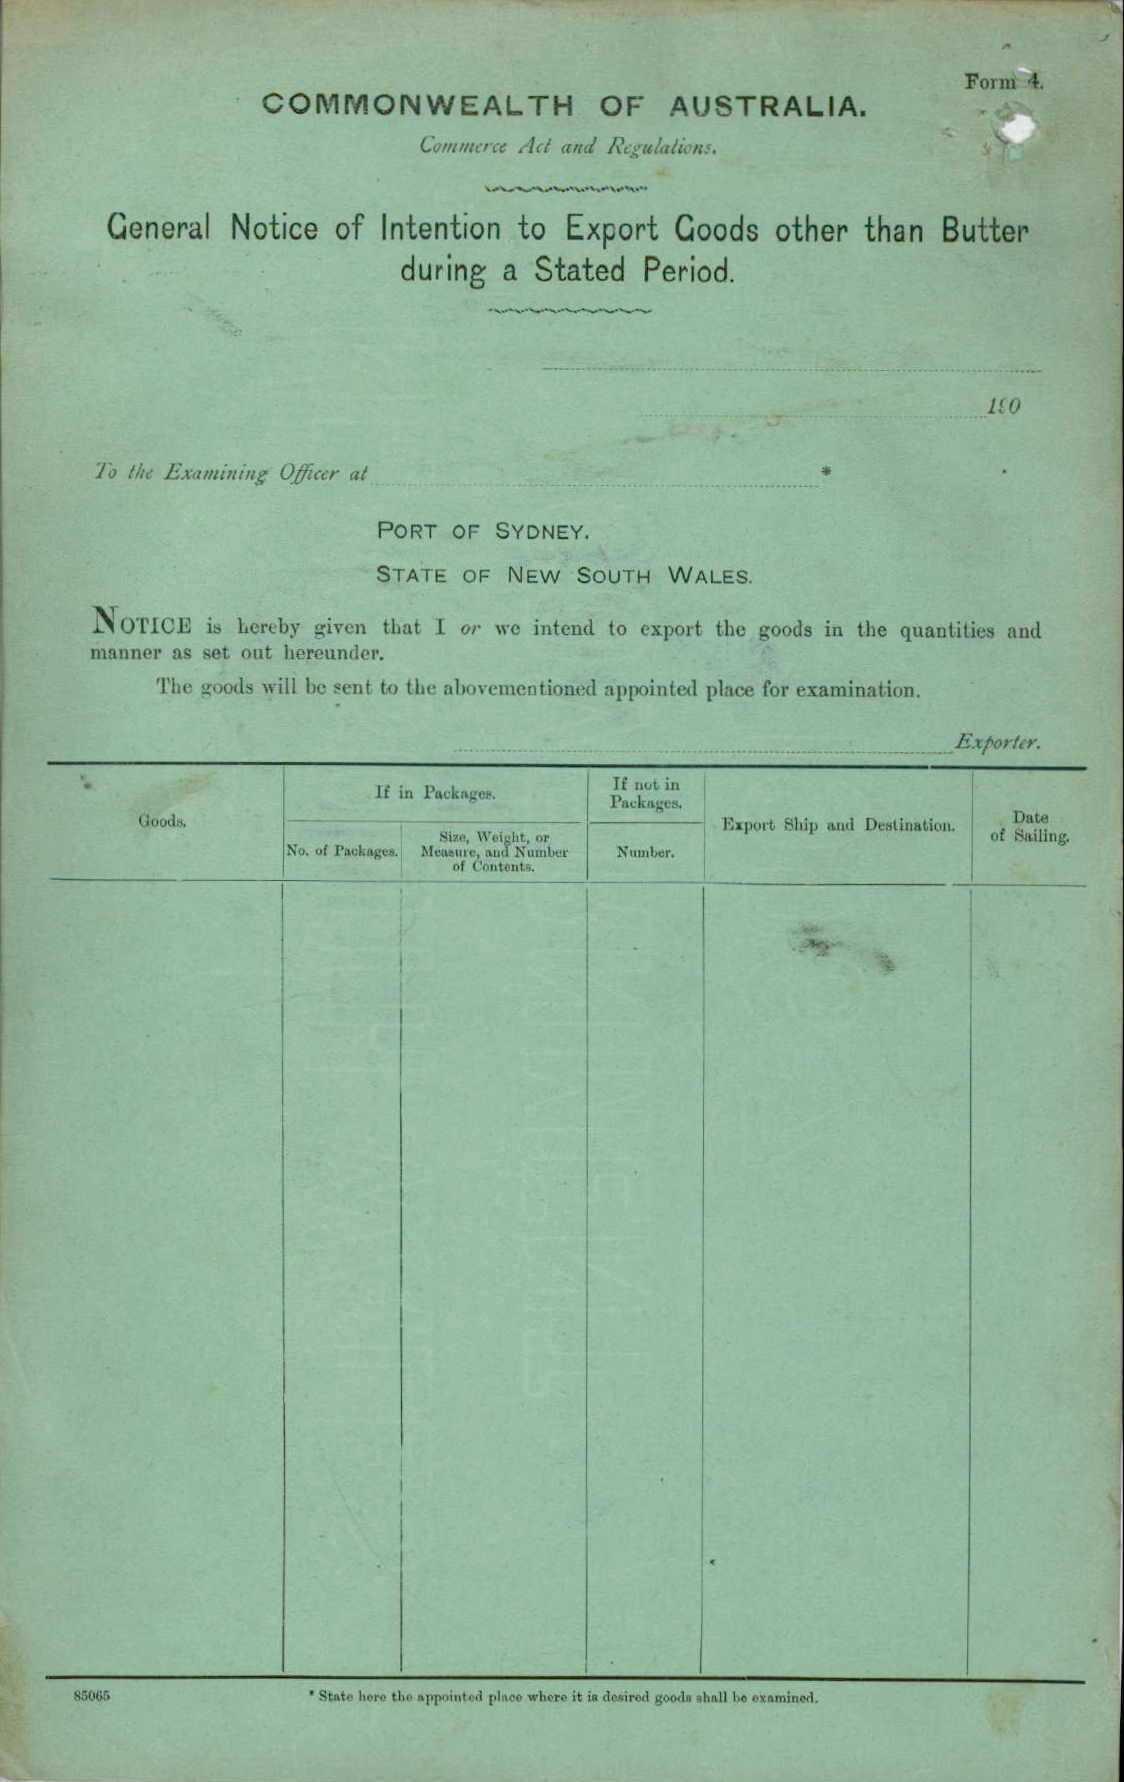 Form 4.
COMMONWEALTH OF AUSTRALIA.
Commerce Act and Regulations.
General Notice of Intention to Export Goods other than Butter
during a Stated Period.
190
To the Examining Officer at *
PORT OF SYDNEY.
STATE OF NEW SOUTH WALES.
NOTICE is hereby given that I or we intend to export the goods in the quantities and
manner as set out hereunder.
The goods will be sent to the abovementioned appointed place for examination.
Exporter.
Goods.
If in Packages.
No. of Packages.
Size, Weight, or
Measure, and Number
of Contents.
If not in
Packages.
Number.
Export Ship and Destination.
Date
of Sailing.
85065
* State here the appointed place where it is desired goods shall be examined.